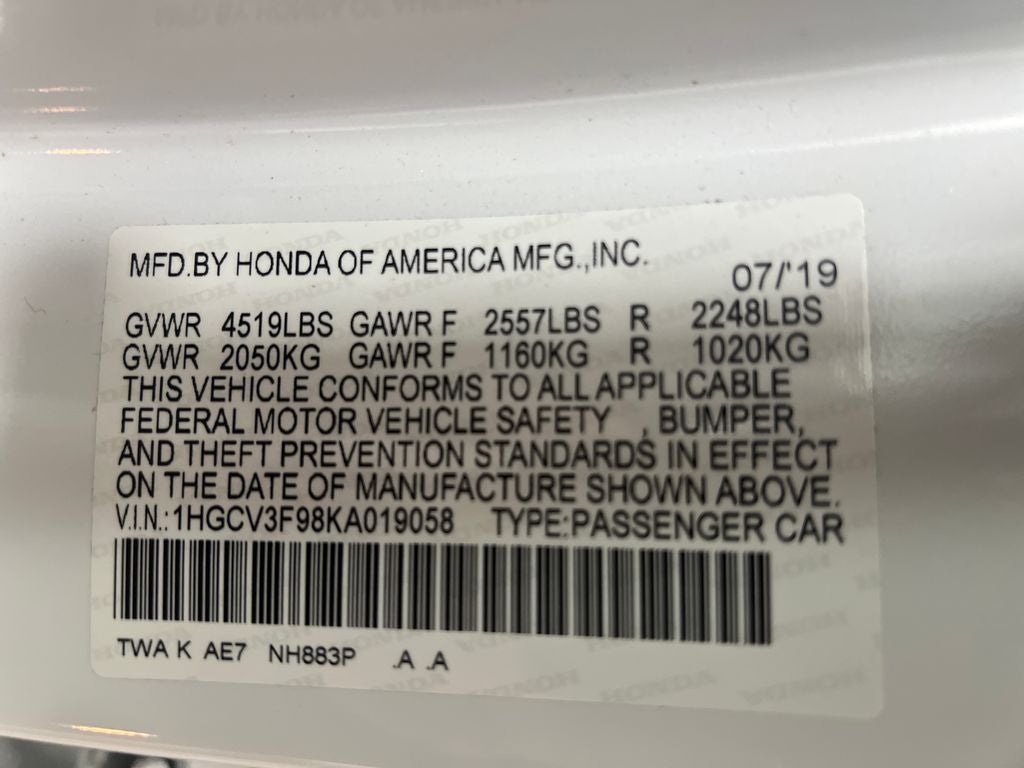 MFD.BY HONDA OF AMERICA MFG.,INC. 07/'19
GVWR 4519LBS GAWR F 2557LBS R 2248LBS
GVWR 2050KG GAWR F 1160KG R 1020KG
THIS VEHICLE CONFORMS TO ALL APPLICABLE
FEDERAL MOTOR VEHICLE SAFETY , BUMPER,
AND THEFT PREVENTION STANDARDS IN EFFECT
ON THE DATE OF MANUFACTURE SHOWN ABOVE.
V.I.N.:1HGCV3F98KA019058 TYPE:PASSENGER CAR
TWA K AE7 NH883P .A .A